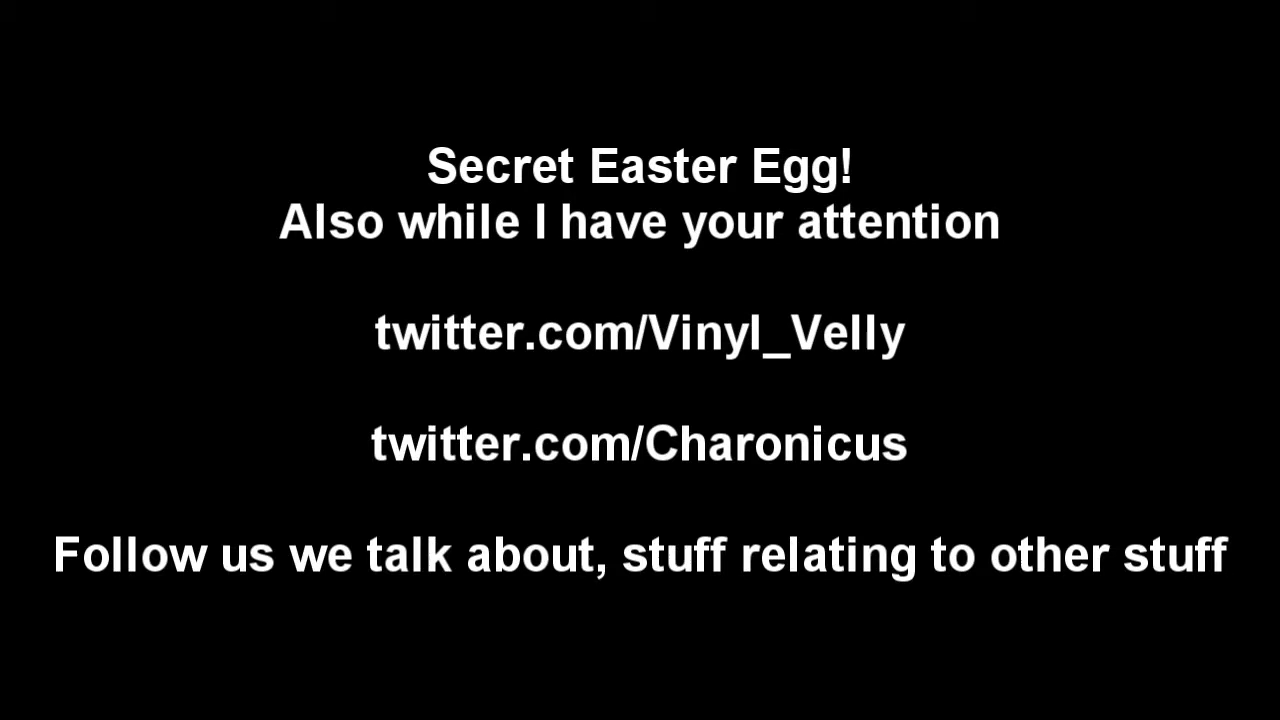 Secret Easter Egg!
Also while I have your attention
twitter.com/Vinyl_Velly
twitter.com/Charonicus
Follow us we talk about, stuff relating to other stuff